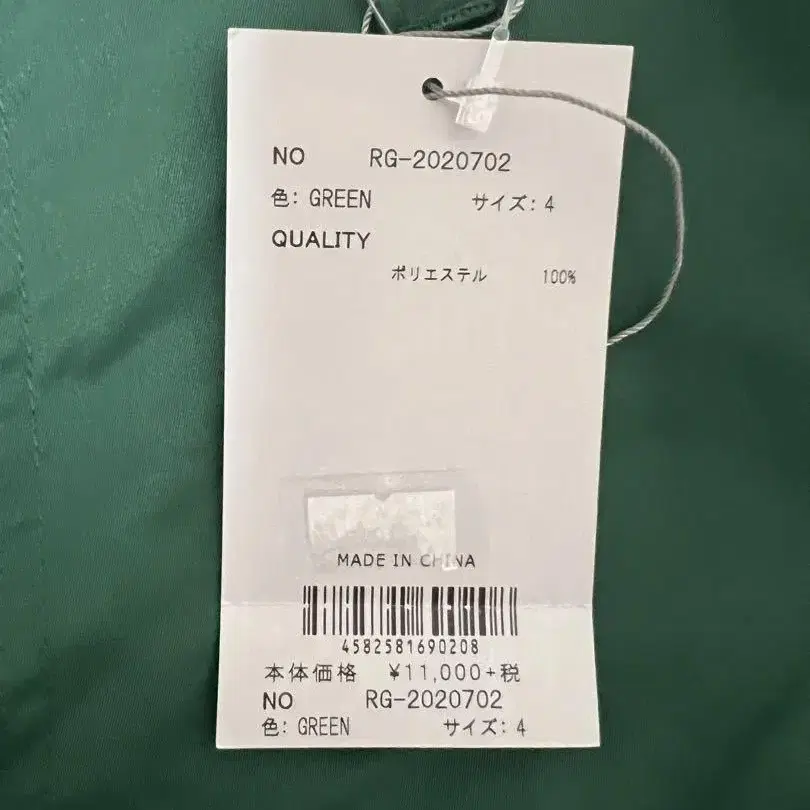 NO RG-2020702
色: GREEN サイズ: 4
QUALITY
ポリエステル 100%
MADE IN CHINA
4582581690208
本体価格 ¥11,000+税
NO RG-2020702
色: GREEN サイズ: 4